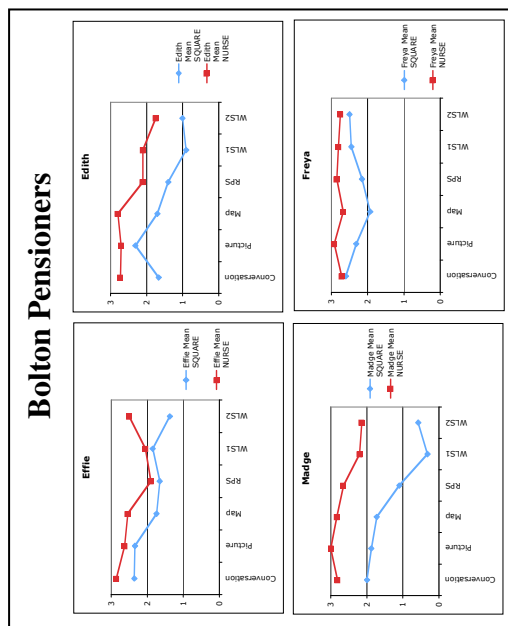 Bolton Pensioners
Effie
3
2
1
0
Conversation
Picture
Map
RPS
WLS1
WLS2
Effie Mean
SQUARE
Effie Mean
NURSE
Edith
3
2
1
0
Conversation
Picture
Map
RPS
WLS1
WLS2
Edith
Mean
SQUARE
Edith
Mean
NURSE
Madge
3
2
1
0
Conversation
Picture
Map
RPS
WLS1
WLS2
Madge Mean
SQUARE
Madge Mean
NURSE
Freya
3
2
1
0
Conversation
Picture
Map
RPS
WLS1
WLS2
Freya Mean
SQUARE
Freya Mean
NURSE